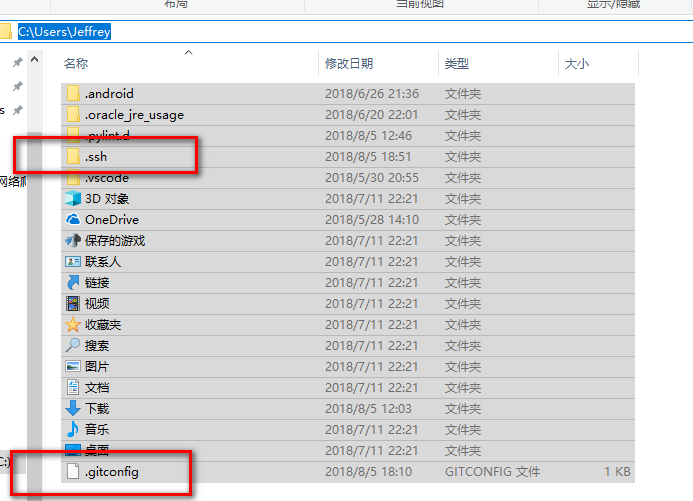 布局
当前视图
显示/隐藏
C:\Users\Jeffrey
名称 修改日期 类型 大小
.android 2018/6/26 21:36 文件夹
.oracle_jre_usage 2018/6/20 22:01 文件夹
.pylint.d 2018/8/5 12:46 文件夹
.ssh 2018/8/5 18:51 文件夹
.vscode 2018/5/30 20:55 文件夹
3D 对象 2018/7/11 22:21 文件夹
OneDrive 2018/5/28 14:10 文件夹
保存的游戏 2018/7/11 22:21 文件夹
联系人 2018/7/11 22:21 文件夹
链接 2018/7/11 22:21 文件夹
视频 2018/7/11 22:21 文件夹
收藏夹 2018/7/11 22:21 文件夹
搜索 2018/7/11 22:21 文件夹
图片 2018/7/11 22:21 文件夹
文档 2018/7/11 22:21 文件夹
下载 2018/8/5 12:03 文件夹
音乐 2018/7/11 22:21 文件夹
桌面 2018/7/11 22:21 文件夹
.gitconfig 2018/8/5 18:10 GITCONFIG 文件 1 KB
s
网络爬
C:)